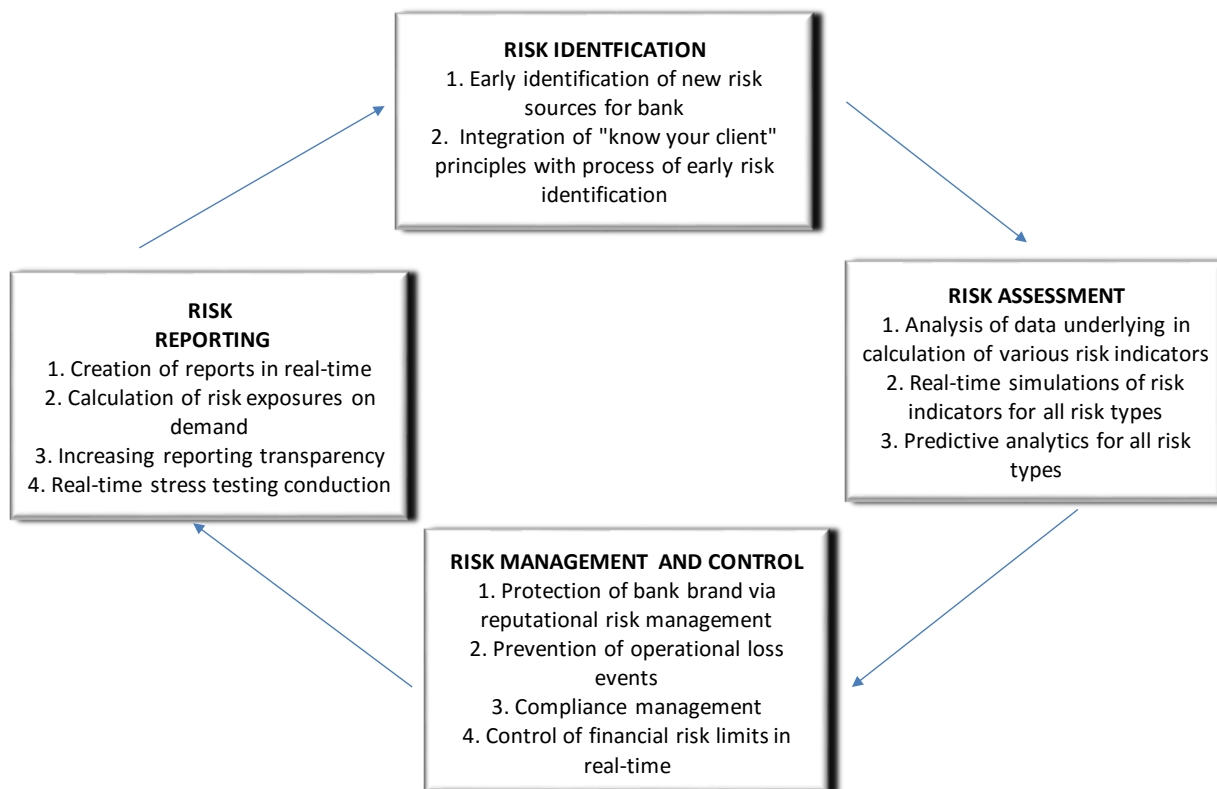 RISK IDENTFICATION
1. Early identification of new risk
sources for bank
2. Integration of "know your client"
principles with process of early risk
identification
RISK
REPORTING
1. Creation of reports in real-time
2. Calculation of risk exposures on
demand
3. Increasing reporting transparency
4. Real-time stress testing conduction
RISK ASSESSMENT
1. Analysis of data underlying in
calculation of various risk indicators
2. Real-time simulations of risk
indicators for all risk types
3. Predictive analytics for all risk
types
RISK MANAGEMENT AND CONTROL
1. Protection of bank brand via
reputational risk management
2. Prevention of operational loss
events
3. Compliance management
4. Control of financial risk limits in
real-time